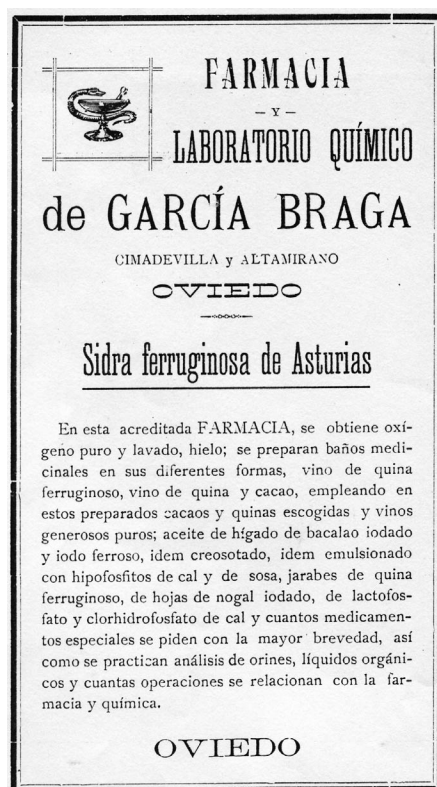 FARMACIA
— Y —
LABORATORIO QUÍMICO
de GARCÍA BRAGA
CIMADEVILLA y ALTAMIRANO
OVIEDO
Sidra ferruginosa de Asturias
En esta acreditada FARMACIA, se obtiene oxí-
geno puro y lavado, hielo; se preparan baños medi-
cinales en sus diferentes formas, vino de quina
ferruginoso, vino de quina y cacao, empleando en
estos preparados cacaos y quinas escogidas y vinos
generosos puros; aceite de hígado de bacalao iodado
y iodo ferroso, idem creosotado, idem emulsionado
con hipofosfitos de cal y de sosa, jarabes de quina
ferruginoso, de hojas de nogal iodado, de lactofos-
fato y clorhidrofosfato de cal y cuantos medicamen-
tos especiales se piden con la mayor brevedad, así
como se practican análisis de orines, líquidos orgáni-
cos y cuantas operaciones se relacionan con la far-
macia y química.
OVIEDO